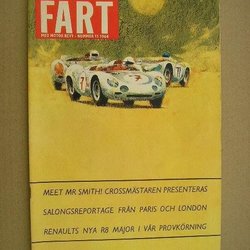 FART
MED MOTOR-REVY · NUMMER 11 1964
7
MEET MR SMITH! CROSSMÄSTAREN PRESENTERAS
SALONGSREPORTAGE FRÅN PARIS OCH LONDON
RENAULTS NYA R8 MAJOR I VÅR PROVKÖRNING